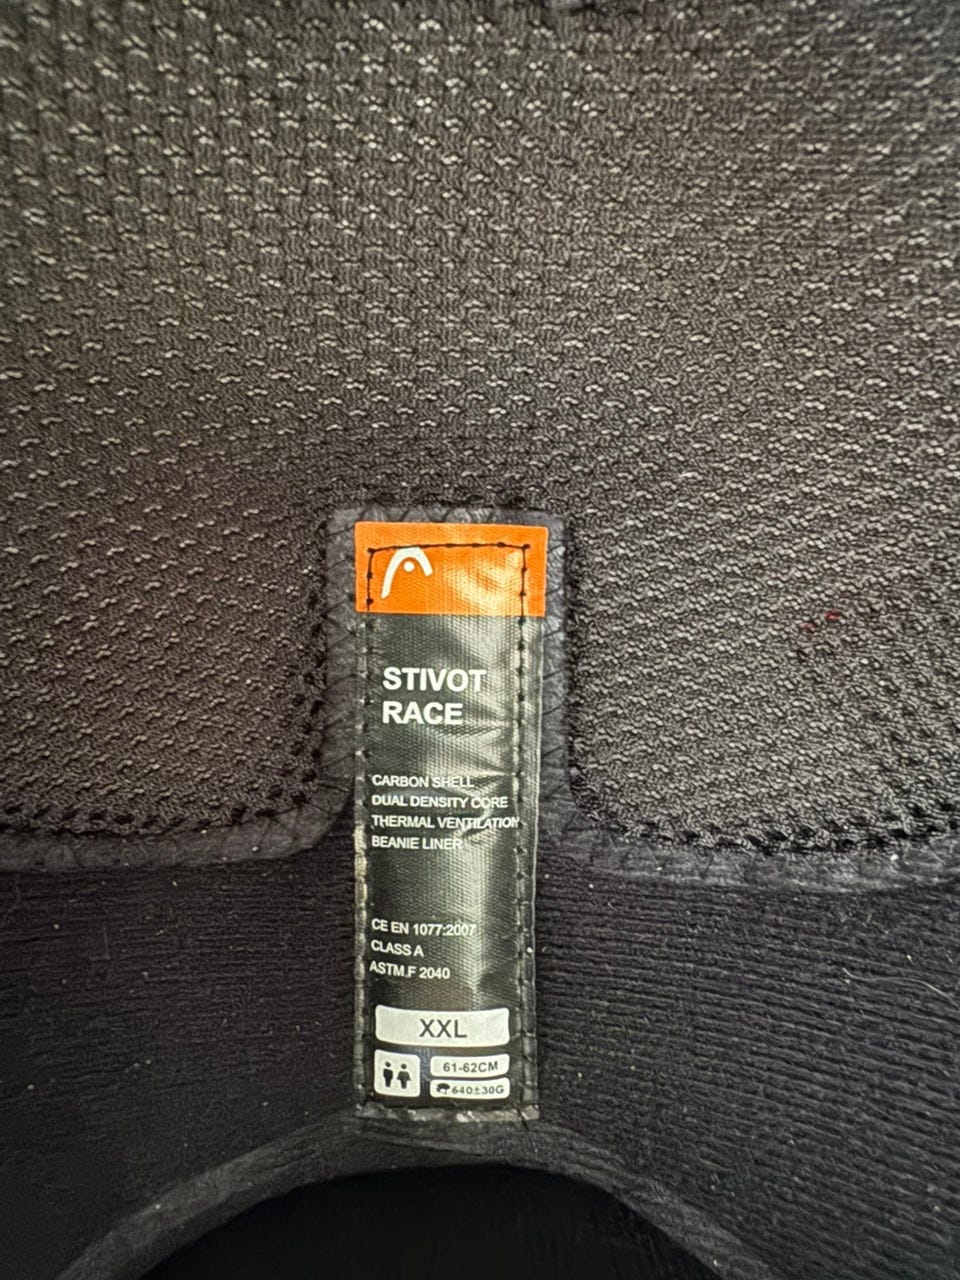 STIVOT
RACE
CARBON SHELL
DUAL DENSITY CORE
THERMAL VENTILATION
BEANIE LINER
CE EN 1077:2007
CLASS A
ASTM.F 2040
XXL
61-62CM
640±30G